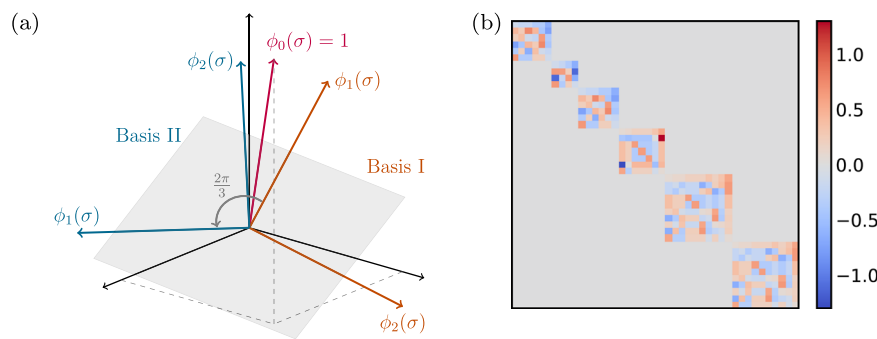 (a)
ϕ₀(σ) = 1
ϕ₂(σ)
ϕ₁(σ)
Basis II
Basis I
2π/3
ϕ₁(σ)
ϕ₂(σ)
(b)
1.0
0.5
0.0
−0.5
−1.0